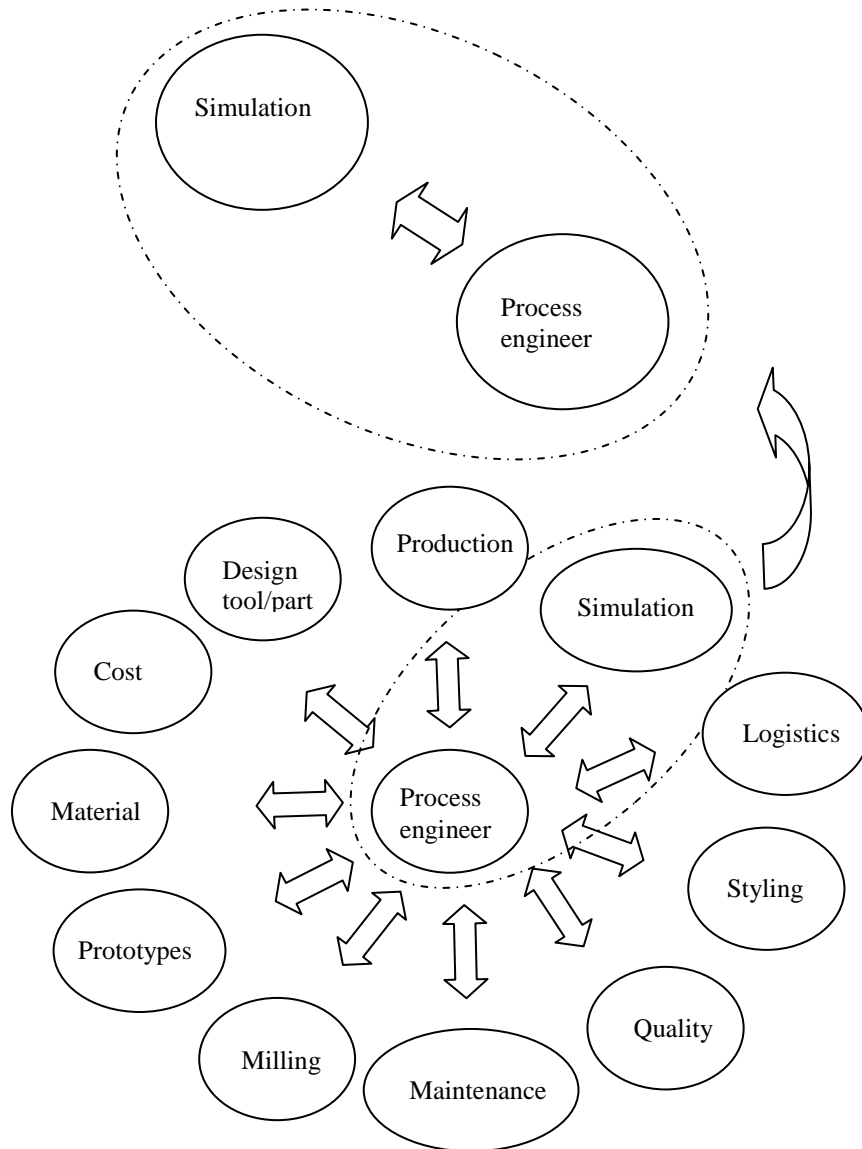 Simulation
Process
engineer
Production
Design
tool/part
Simulation
Cost
Logistics
Material
Process
engineer
Styling
Prototypes
Quality
Milling
Maintenance